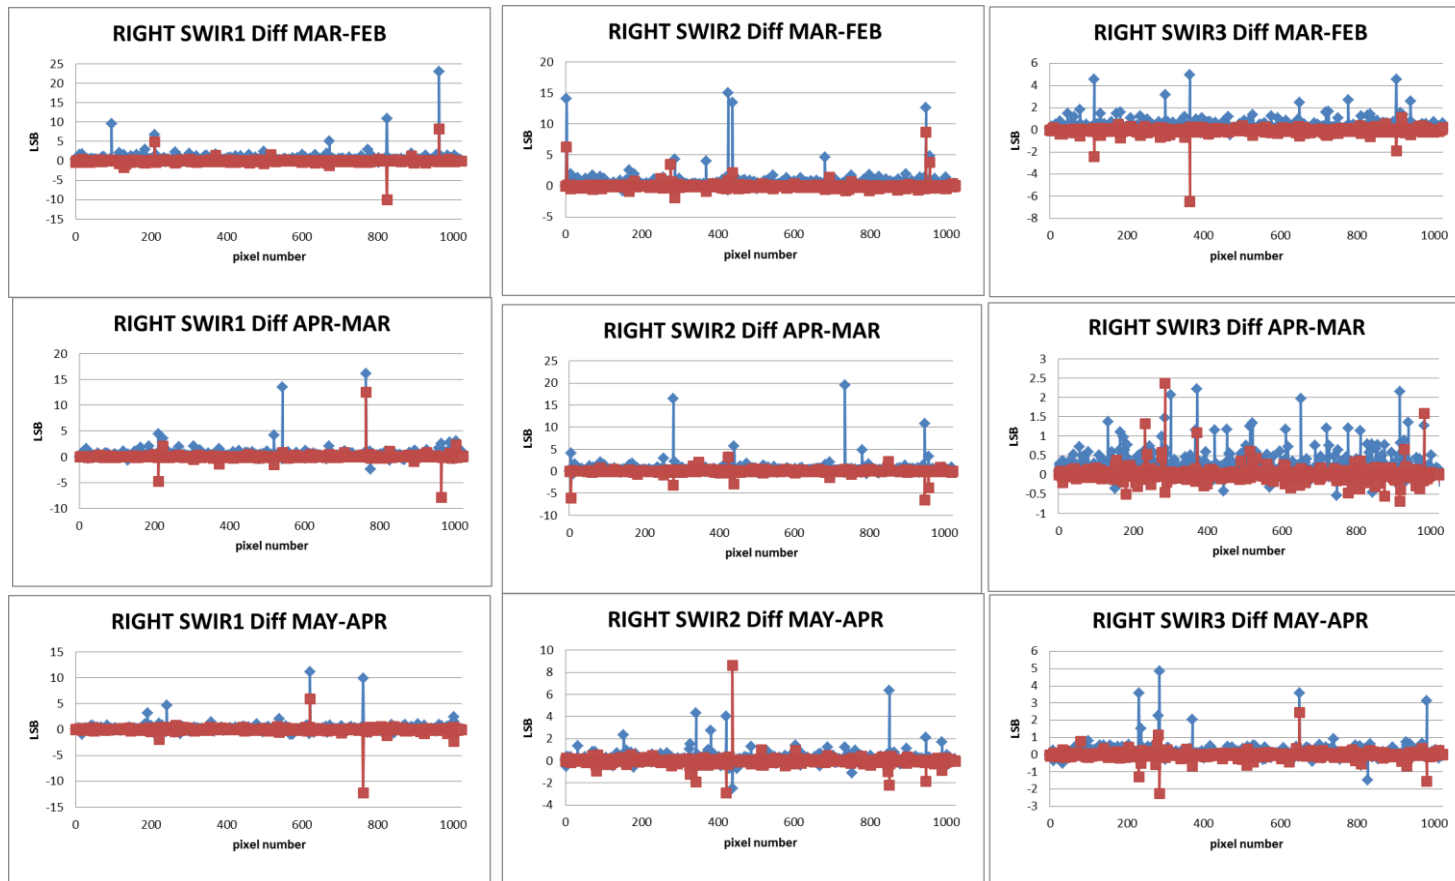 RIGHT SWIR1 Diff MAR-FEB
LSB
25
20
15
10
5
0
-5
-10
-15
0 200 400 600 800 1000
pixel number
RIGHT SWIR2 Diff MAR-FEB
LSB
20
15
10
5
0
-5
0 200 400 600 800 1000
pixel number
RIGHT SWIR3 Diff MAR-FEB
LSB
6
4
2
0
-2
-4
-6
-8
0 200 400 600 800 1000
pixel number
RIGHT SWIR1 Diff APR-MAR
LSB
20
15
10
5
0
-5
-10
0 200 400 600 800 1000
pixel number
RIGHT SWIR2 Diff APR-MAR
LSB
25
20
15
10
5
0
-5
-10
0 200 400 600 800 1000
pixel number
RIGHT SWIR3 Diff APR-MAR
LSB
3
2.5
2
1.5
1
0.5
0
-0.5
-1
0 200 400 600 800 1000
pixel number
RIGHT SWIR1 Diff MAY-APR
LSB
15
10
5
0
-5
-10
-15
0 200 400 600 800 1000
pixel number
RIGHT SWIR2 Diff MAY-APR
LSB
10
8
6
4
2
0
-2
-4
0 200 400 600 800 1000
pixel number
RIGHT SWIR3 Diff MAY-APR
LSB
6
5
4
3
2
1
0
-1
-2
-3
0 200 400 600 800 1000
pixel number